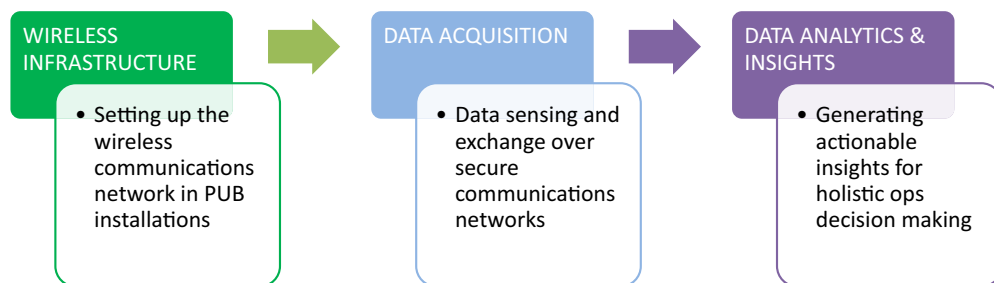 WIRELESS
INFRASTRUCTURE
• Setting up the
wireless
communications
network in PUB
installations
DATA ACQUISITION
• Data sensing and
exchange over
secure
communications
networks
DATA ANALYTICS &
INSIGHTS
• Generating
actionable
insights for
holistic ops
decision making